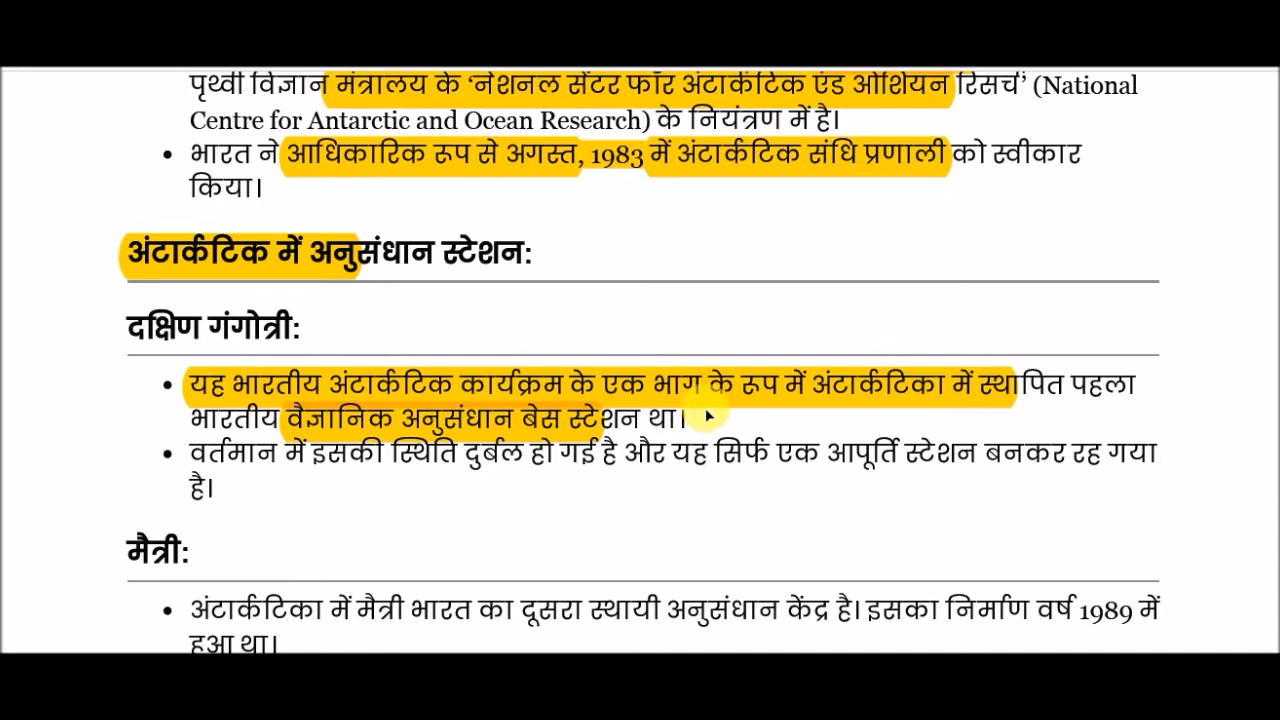 पृथ्वी विज्ञान मंत्रालय के ‘नेशनल सेंटर फॉर अंटार्कटिक एंड ओशियन रिसर्च’ (National
Centre for Antarctic and Ocean Research) के नियंत्रण में है।
• भारत ने आधिकारिक रूप से अगस्त, 1983 में अंटार्कटिक संधि प्रणाली को स्वीकार
किया।
अंटार्कटिक में अनुसंधान स्टेशन:
दक्षिण गंगोत्री:
• यह भारतीय अंटार्कटिक कार्यक्रम के एक भाग के रूप में अंटार्कटिका में स्थापित पहला
भारतीय वैज्ञानिक अनुसंधान बेस स्टेशन था।
• वर्तमान में इसकी स्थिति दुर्बल हो गई है और यह सिर्फ एक आपूर्ति स्टेशन बनकर रह गया
है।
मैत्री:
• अंटार्कटिका में मैत्री भारत का दूसरा स्थायी अनुसंधान केंद्र है। इसका निर्माण वर्ष 1989 में
हुआ था।